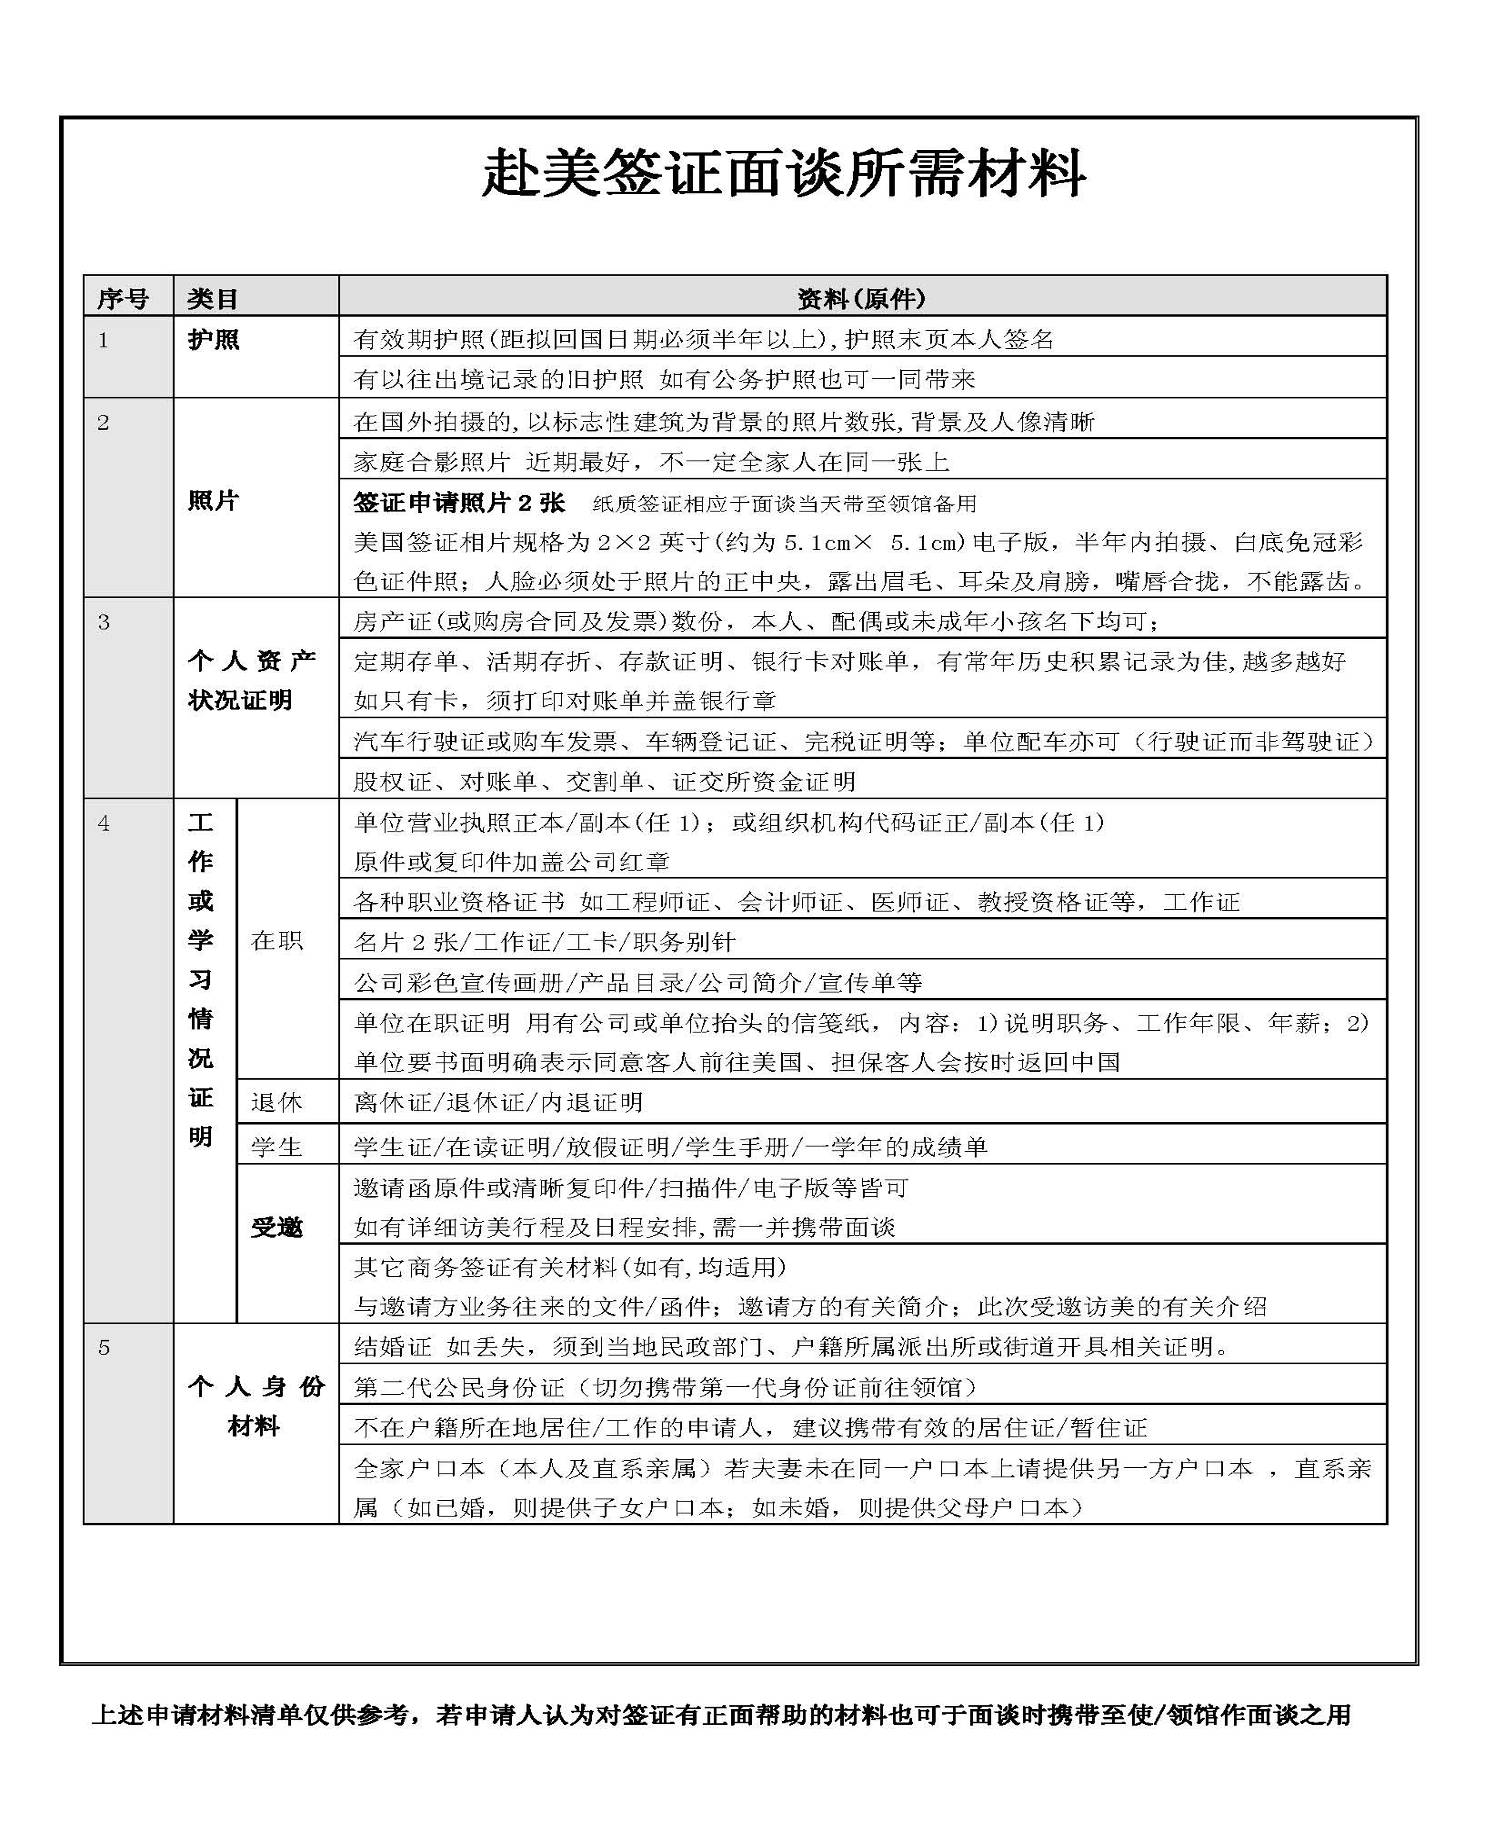 赴美签证面谈所需材料
序号 类目 资料(原件)
1 护照 有效期护照(距拟回国日期必须半年以上),护照末页本人签名
有以往出境记录的旧护照 如有公务护照也可一同带来
2 照片 在国外拍摄的,以标志性建筑为背景的照片数张,背景及人像清晰
家庭合影照片 近期最好，不一定全家人在同一张上
签证申请照片2张 纸质签证相应于面谈当天带至领馆备用
美国签证相片规格为2×2英寸(约为5.1cm× 5.1cm)电子版，半年内拍摄、白底免冠彩
色证件照；人脸必须处于照片的正中央，露出眉毛、耳朵及肩膀，嘴唇合拢，不能露齿。
3 个人资产
状况证明
房产证(或购房合同及发票)数份，本人、配偶或未成年小孩名下均可；
定期存单、活期存折、存款证明、银行卡对账单，有常年历史积累记录为佳,越多越好
如只有卡，须打印对账单并盖银行章
汽车行驶证或购车发票、车辆登记证、完税证明等；单位配车亦可（行驶证而非驾驶证）
股权证、对账单、交割单、证交所资金证明
4 工作或学习情况证明
在职
单位营业执照正本/副本(任1)；或组织机构代码证正/副本(任1)
原件或复印件加盖公司红章
各种职业资格证书 如工程师证、会计师证、医师证、教授资格证等，工作证
名片2张/工作证/工卡/职务别针
公司彩色宣传画册/产品目录/公司简介/宣传单等
单位在职证明 用有公司或单位抬头的信笺纸，内容：1)说明职务、工作年限、年薪；2)
单位要书面明确表示同意客人前往美国、担保客人会按时返回中国
退休 离休证/退休证/内退证明
学生 学生证/在读证明/放假证明/学生手册/一学年的成绩单
受邀
邀请函原件或清晰复印件/扫描件/电子版等皆可
如有详细访美行程及日程安排,需一并携带面谈
其它商务签证有关材料(如有,均适用)
与邀请方业务往来的文件/函件；邀请方的有关简介；此次受邀访美的有关介绍
5 个人身份
材料
结婚证 如丢失，须到当地民政部门、户籍所属派出所或街道开具相关证明。
第二代公民身份证（切勿携带第一代身份证前往领馆）
不在户籍所在地居住/工作的申请人，建议携带有效的居住证/暂住证
全家户口本（本人及直系亲属）若夫妻未在同一户口本上请提供另一方户口本 ，直系亲
属（如已婚，则提供子女户口本；如未婚，则提供父母户口本）
上述申请材料清单仅供参考，若申请人认为对签证有正面帮助的材料也可于面谈时携带至使/领馆作面谈之用